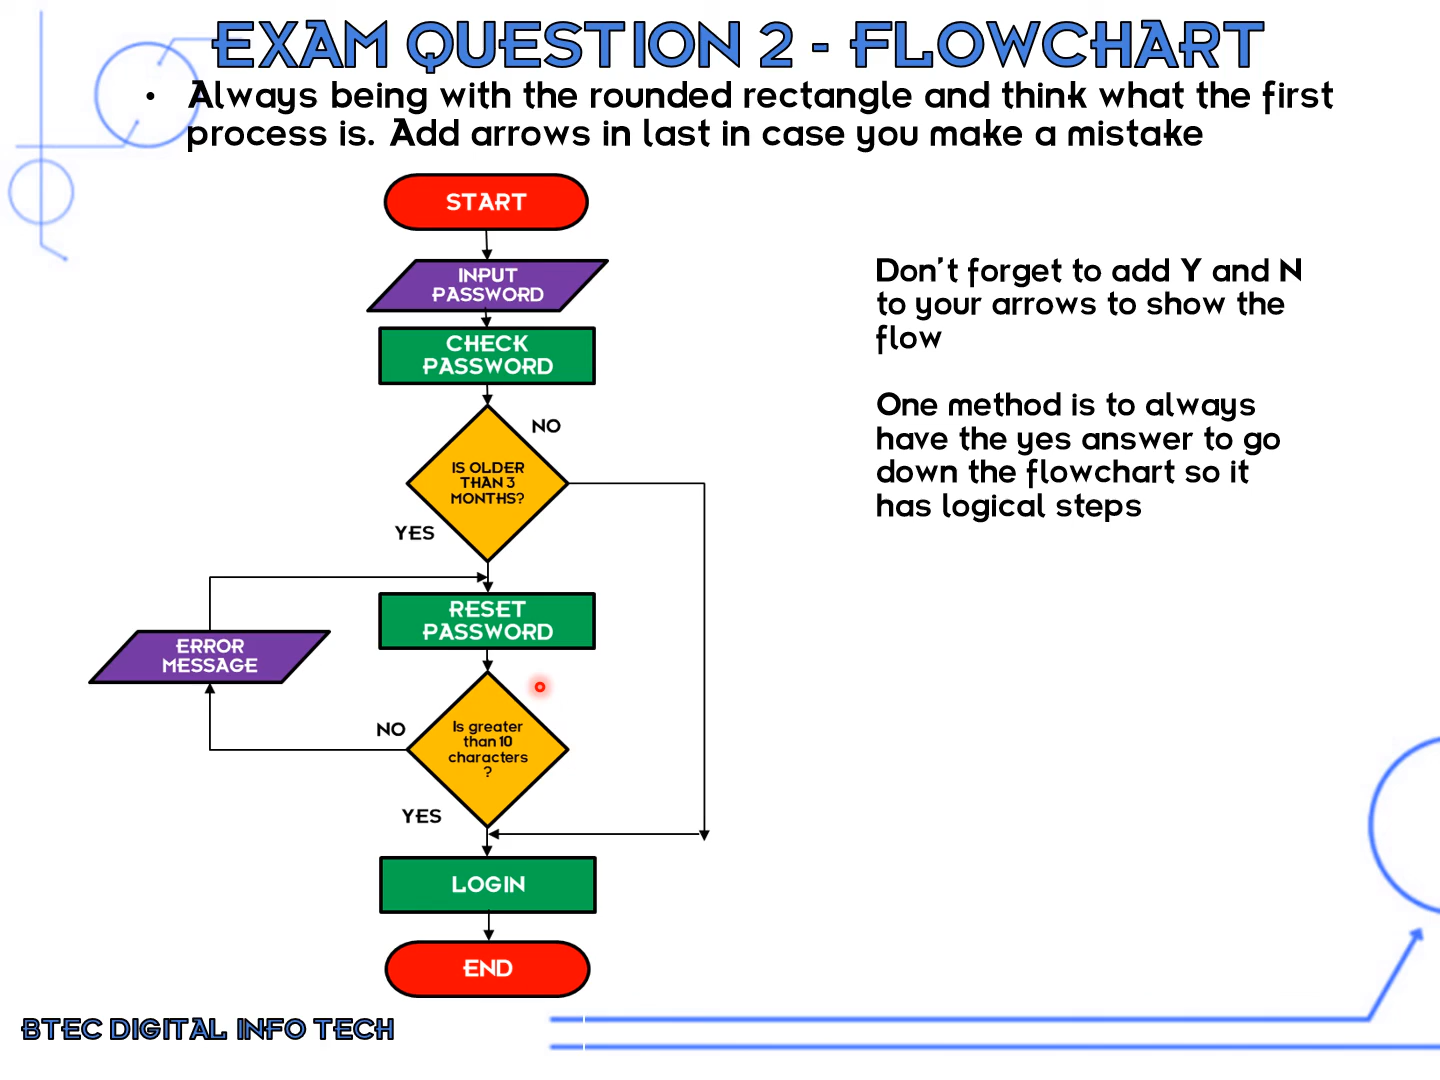 EXAM QUESTION 2 - FLOWCHART
• Always being with the rounded rectangle and think what the first
process is. Add arrows in last in case you make a mistake
START
INPUT
PASSWORD
CHECK
PASSWORD
NO
IS OLDER
THAN 3
MONTHS?
YES
RESET
PASSWORD
ERROR
MESSAGE
NO
Is greater
than 10
characters
?
YES
LOGIN
END
Don't forget to add Y and N
to your arrows to show the
flow
One method is to always
have the yes answer to go
down the flowchart so it
has logical steps
BTEC DIGITAL INFO TECH